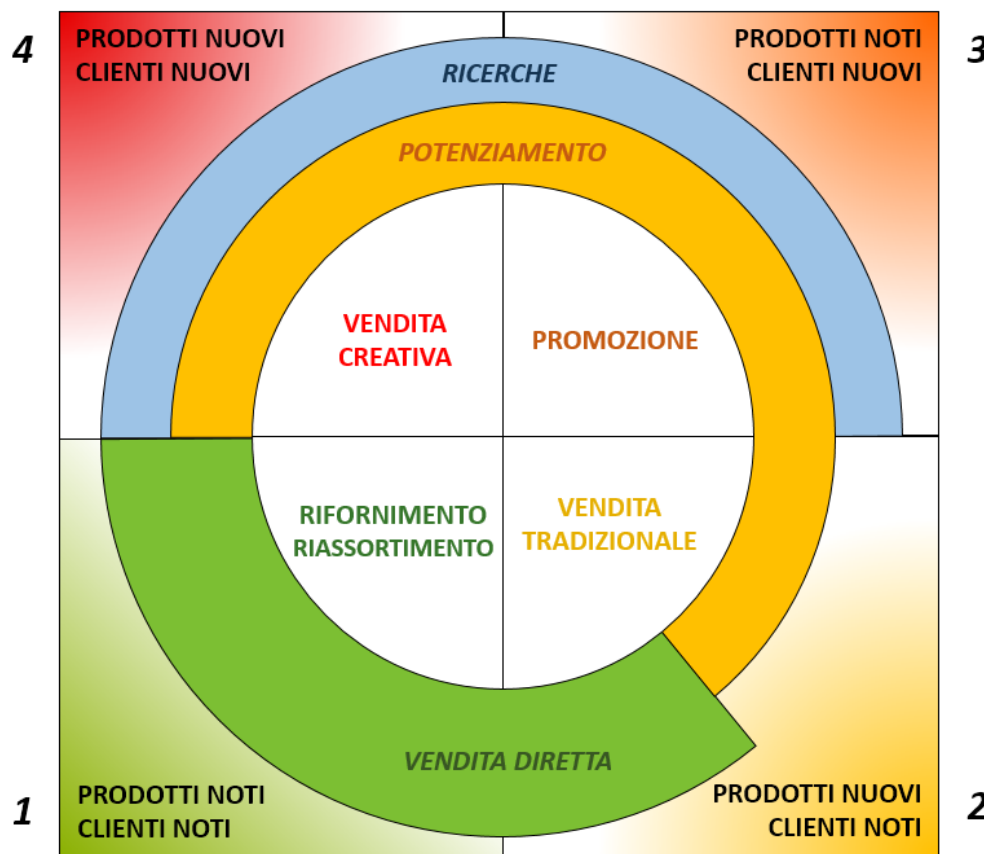 4
PRODOTTI NUOVI
CLIENTI NUOVI
PRODOTTI NOTI
CLIENTI NUOVI
3
RICERCHE
POTENZIAMENTO
VENDITA
CREATIVA
PROMOZIONE
RIFORNIMENTO
RIASSORTIMENTO
VENDITA
TRADIZIONALE
VENDITA DIRETTA
1
PRODOTTI NOTI
CLIENTI NOTI
PRODOTTI NUOVI
CLIENTI NOTI
2